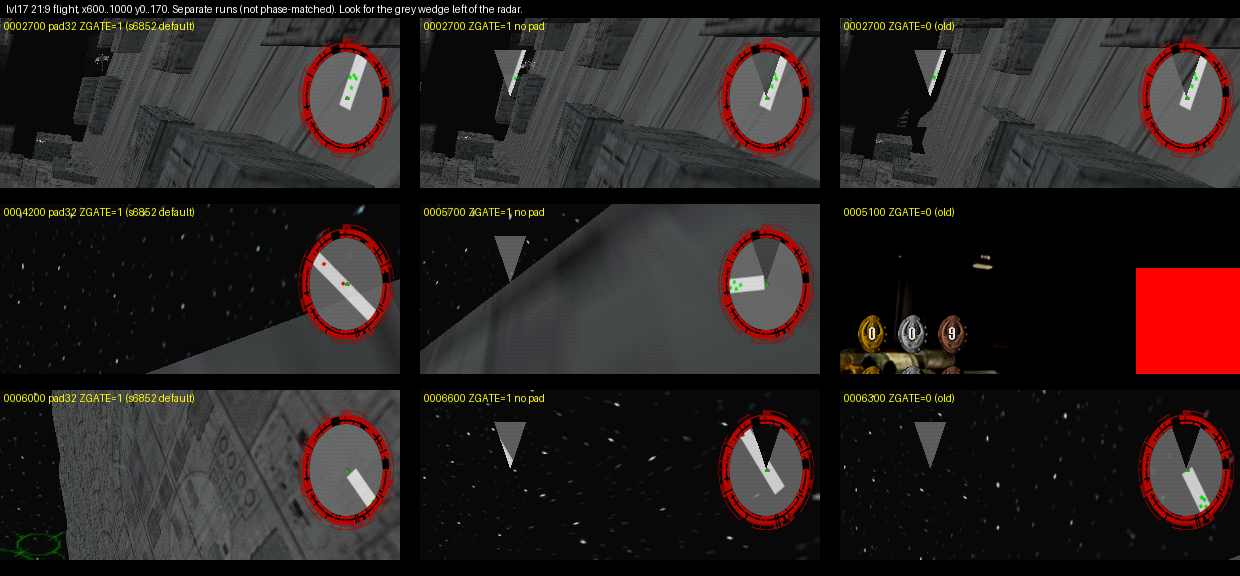 lvl17 21:9 flight, x600..1000 y0..170. Separate runs (not phase-matched). Look for the grey wedge left of the radar.
0002700 pad32 ZGATE=1 (s6852 default)
0002700 ZGATE=1 no pad
0002700 ZGATE=0 (old)
0004200 pad32 ZGATE=1 (s6852 default)
0005700 ZGATE=1 no pad
0005100 ZGATE=0 (old)
0 0 9
0006000 pad32 ZGATE=1 (s6852 default)
0006600 ZGATE=1 no pad
0006300 ZGATE=0 (old)